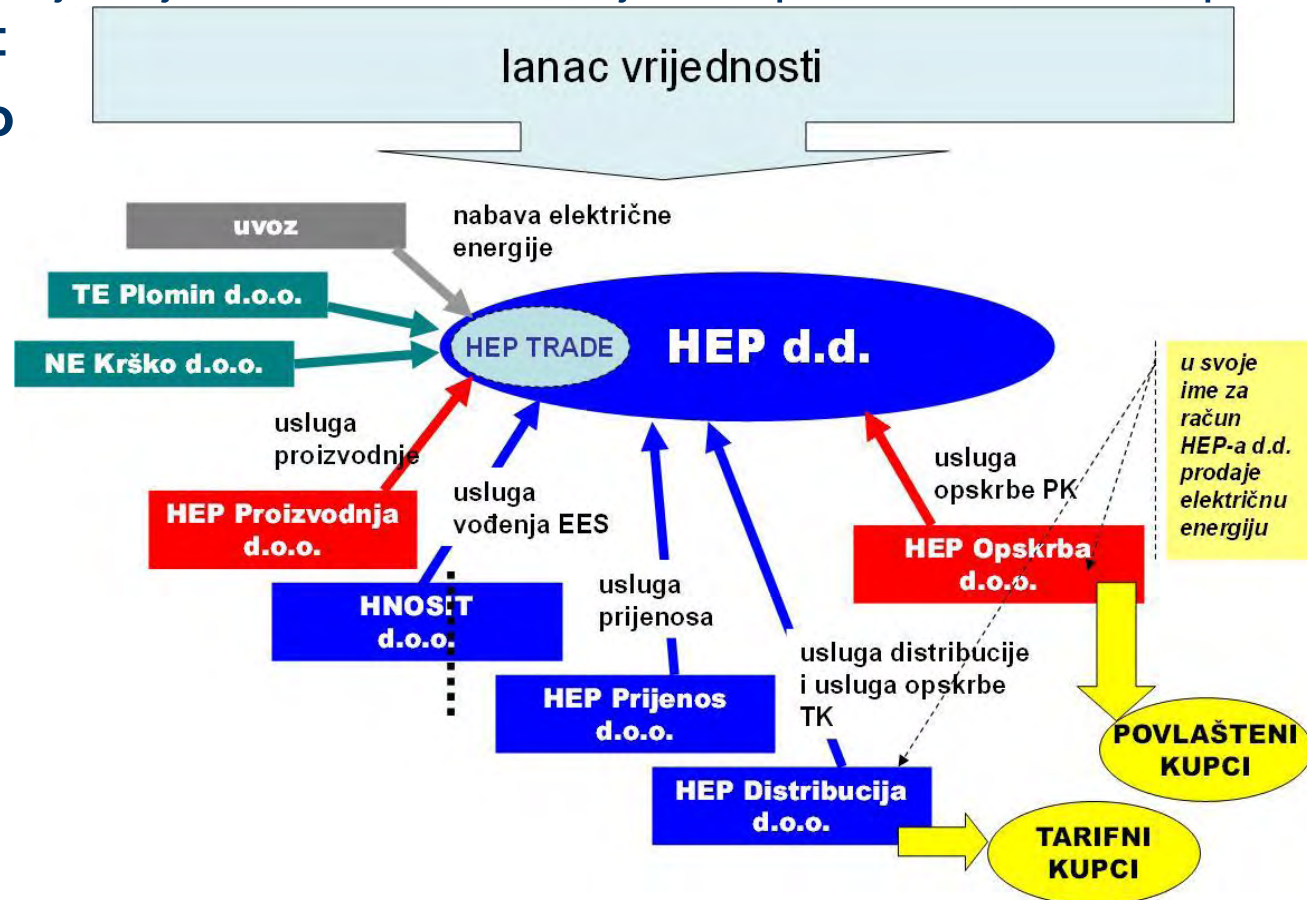 lanac vrijednosti
uvoz
nabava električne
energije
TE Plomin d.o.o.
NE Krško d.o.o.
HEP TRADE
HEP d.d.
u svoje
ime za
račun
HEP-a d.d.
prodaje
električnu
energiju
usluga
proizvodnje
usluga
vođenja EES
usluga
opskrbe PK
HEP Proizvodnja
d.o.o.
HEP Opskrba
d.o.o.
HNOSIT
d.o.o.
usluga
prijenosa
usluga distribucije
i usluga opskrbe
TK
HEP Prijenos
d.o.o.
POVLAŠTENI
KUPCI
HEP Distribucija
d.o.o.
TARIFNI
KUPCI